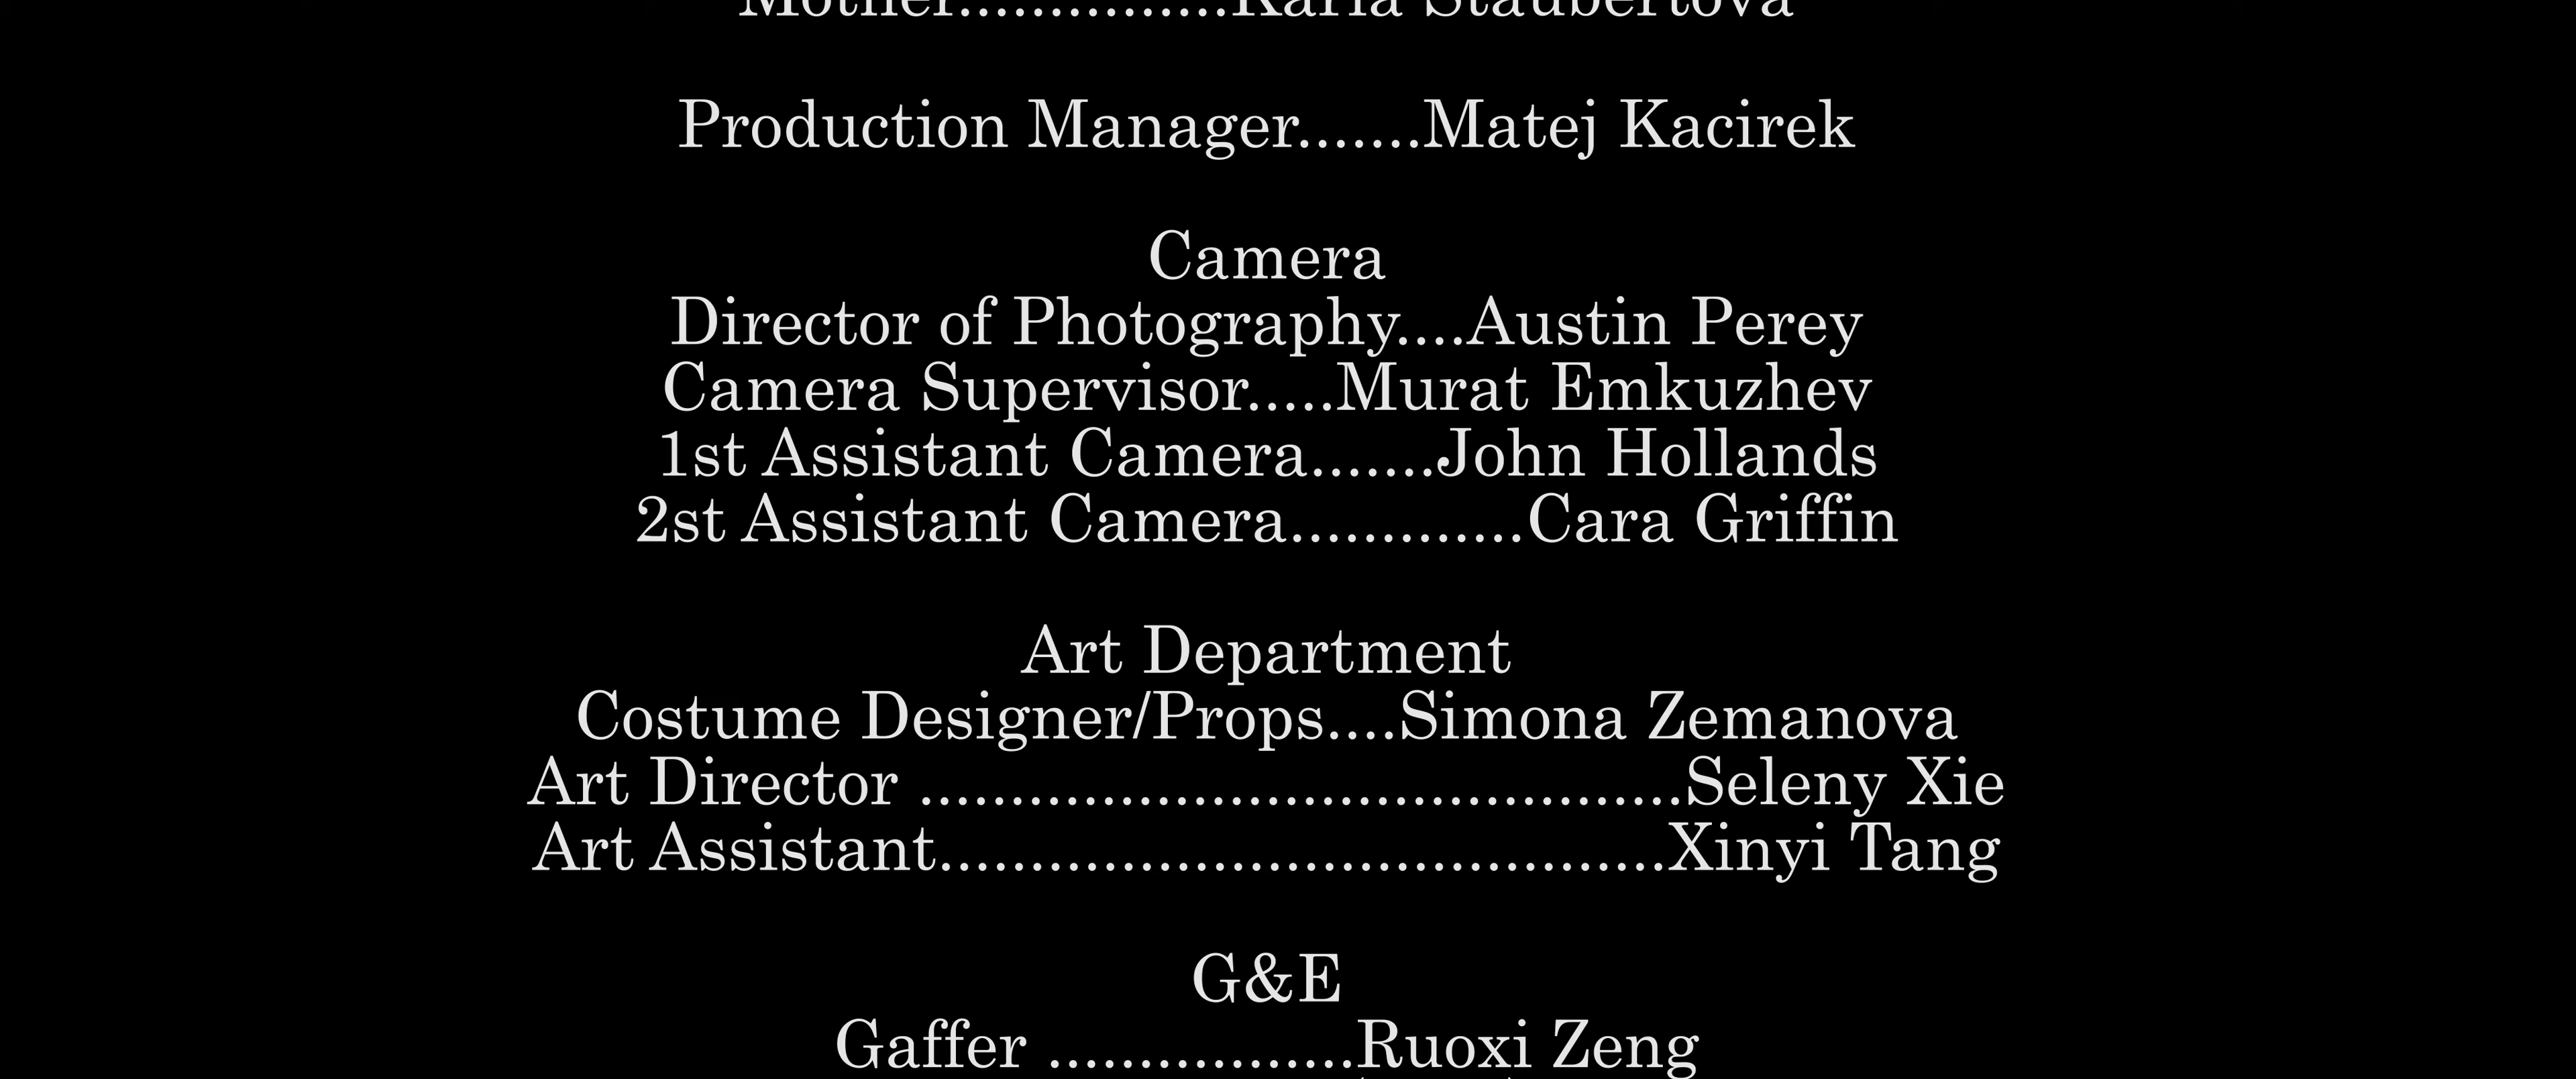 Mother...............Karla Staubertova
Production Manager.......Matej Kacirek
Camera
Director of Photography....Austin Perey
Camera Supervisor.....Murat Emkuzhev
1st Assistant Camera.......John Hollands
2st Assistant Camera.............Cara Griffin
Art Department
Costume Designer/Props....Simona Zemanova
Art Director ..........................................Seleny Xie
Art Assistant........................................Xinyi Tang
G&E
Gaffer .................Ruoxi Zeng